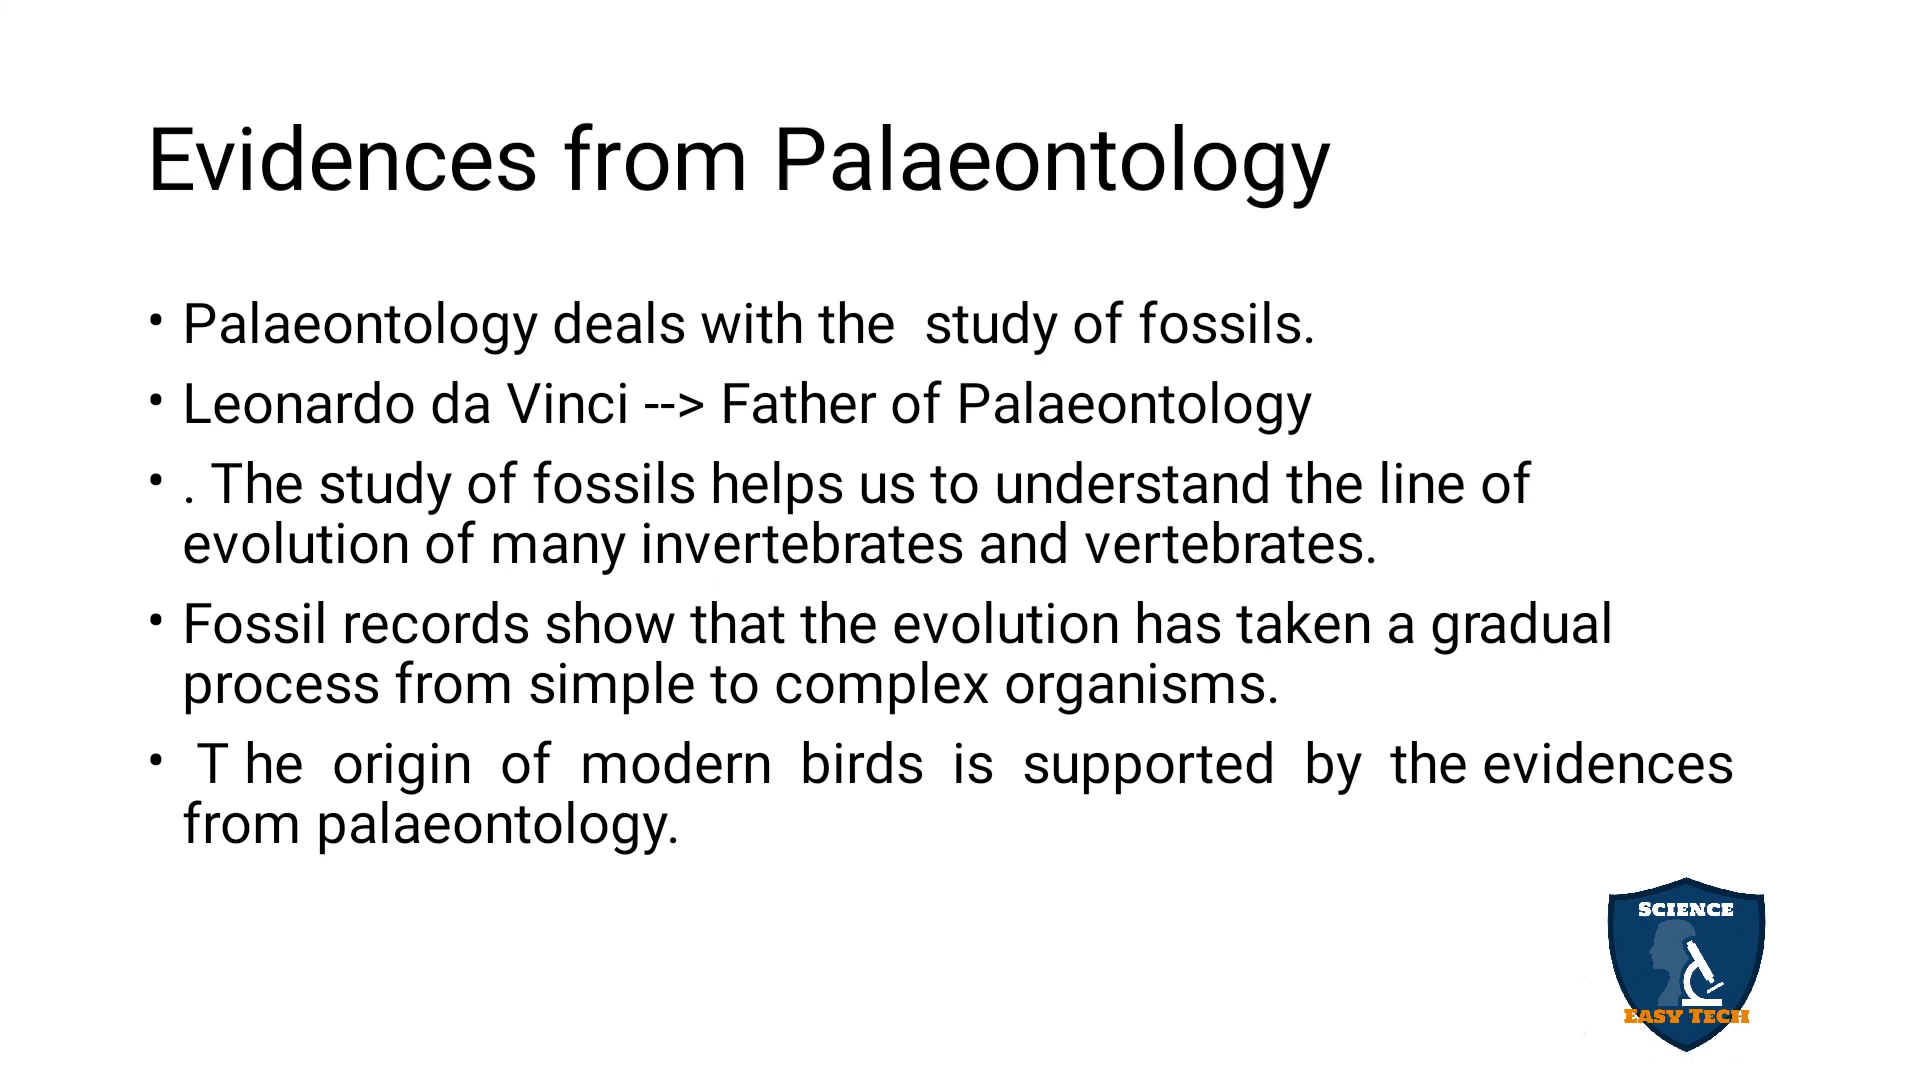 Evidences from Palaeontology
• Palaeontology deals with the  study of fossils.
• Leonardo da Vinci --> Father of Palaeontology
• . The study of fossils helps us to understand the line of
evolution of many invertebrates and vertebrates.
• Fossil records show that the evolution has taken a gradual
process from simple to complex organisms.
•  T he  origin  of  modern  birds  is  supported  by  the evidences
from palaeontology.
SCIENCE
EASY TECH